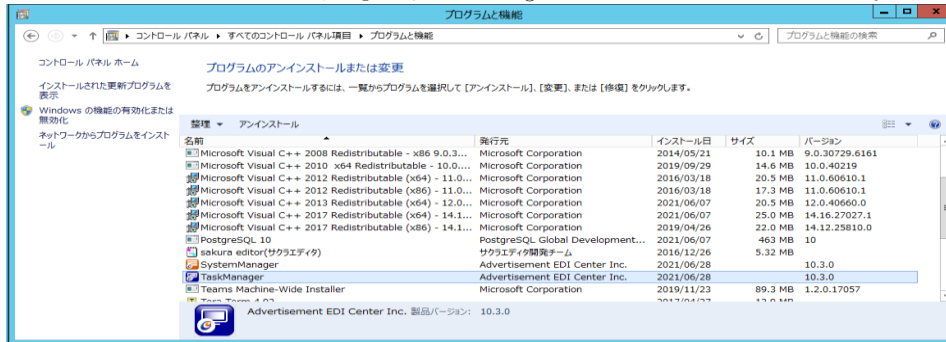 プログラムと機能
コントロール パネル ▸ すべてのコントロール パネル項目 ▸ プログラムと機能
プログラムと機能の検索
コントロール パネル ホーム
インストールされた更新プログラムを
表示
Windows の機能の有効化または
無効化
ネットワークからプログラムをインスト
ール
プログラムのアンインストールまたは変更
プログラムをアンインストールするには、一覧からプログラムを選択して [アンインストール]、[変更]、または [修復] をクリックします。
整理 ▼ アンインストール
名前 発行元 インストール日 サイズ バージョン
Microsoft Visual C++ 2008 Redistributable - x86 9.0.3... Microsoft Corporation 2014/05/21 10.1 MB 9.0.30729.6161
Microsoft Visual C++ 2010 x64 Redistributable - 10.0.... Microsoft Corporation 2019/09/29 14.6 MB 10.0.40219
Microsoft Visual C++ 2012 Redistributable (x64) - 11.0... Microsoft Corporation 2016/03/18 20.5 MB 11.0.60610.1
Microsoft Visual C++ 2012 Redistributable (x86) - 11.0... Microsoft Corporation 2016/03/18 17.3 MB 11.0.60610.1
Microsoft Visual C++ 2013 Redistributable (x64) - 12.0... Microsoft Corporation 2021/06/07 20.5 MB 12.0.40660.0
Microsoft Visual C++ 2017 Redistributable (x64) - 14.1... Microsoft Corporation 2021/06/07 25.0 MB 14.16.27027.1
Microsoft Visual C++ 2017 Redistributable (x86) - 14.1... Microsoft Corporation 2019/04/26 22.0 MB 14.12.25810.0
PostgreSQL 10 PostgreSQL Global Development... 2021/06/07 463 MB 10
sakura editor(サクラエディタ) サクラエディタ開発チーム 2016/12/26 5.32 MB
SystemManager Advertisement EDI Center Inc. 2021/06/28 10.3.0
TaskManager Advertisement EDI Center Inc. 2021/06/28 10.3.0
Teams Machine-Wide Installer Microsoft Corporation 2019/11/23 89.3 MB 1.2.0.17057
Advertisement EDI Center Inc. 製品バージョン: 10.3.0